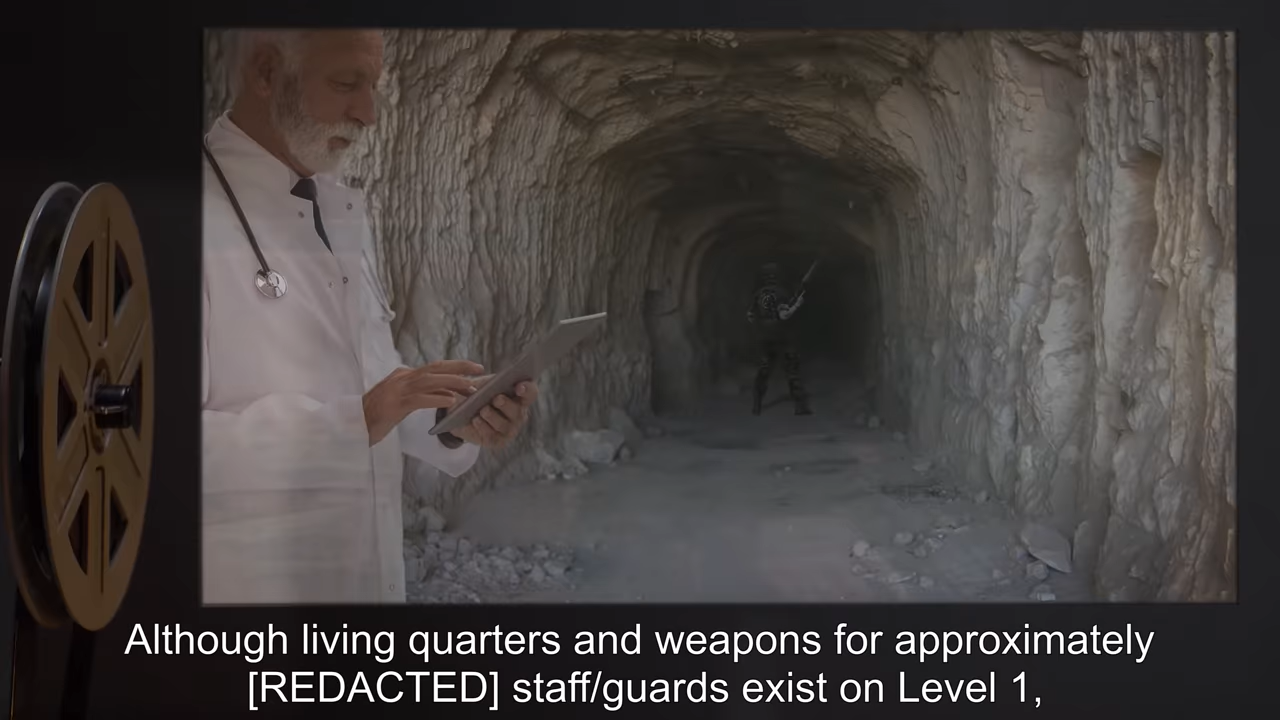 Although living quarters and weapons for approximately
[REDACTED] staff/guards exist on Level 1,